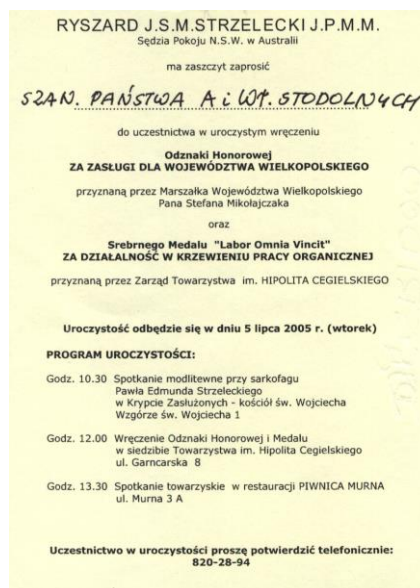 RYSZARD J.S.M.STRZELECKI J.P.M.M.
Sędzia Pokoju N.S.W. w Australii
ma zaszczyt zaprosić
SZAN. PAŃSTWA A i WŁ. STODOLNYCH
do uczestnictwa w uroczystym wręczeniu
Odznaki Honorowej
ZA ZASŁUGI DLA WOJEWÓDZTWA WIELKOPOLSKIEGO
przyznaną przez Marszałka Województwa Wielkopolskiego
Pana Stefana Mikołajczaka
oraz
Srebrnego Medalu "Labor Omnia Vincit"
ZA DZIAŁALNOŚĆ W KRZEWIENIU PRACY ORGANICZNEJ
przyznaną przez Zarząd Towarzystwa im. HIPOLITA CEGIELSKIEGO
Uroczystość odbędzie się w dniu 5 lipca 2005 r. (wtorek)
PROGRAM UROCZYSTOŚCI:
Godz. 10.30 Spotkanie modlitewne przy sarkofagu
Pawła Edmunda Strzeleckiego
w Krypcie Zasłużonych - kościół św. Wojciecha
Wzgórze św. Wojciecha 1
Godz. 12.00 Wręczenie Odznaki Honorowej i Medalu
w siedzibie Towarzystwa im. Hipolita Cegielskiego
ul. Garncarska 8
Godz. 13.30 Spotkanie towarzyskie w restauracji PIWNICA MURNA
ul. Murna 3 A
Uczestnictwo w uroczystości proszę potwierdzić telefonicznie:
820-28-94